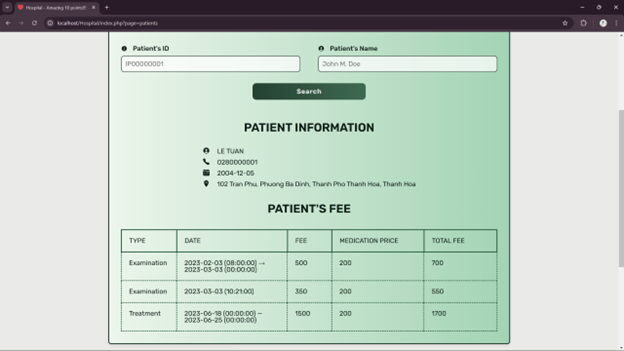 Hospital - Amazing 10 points!!
localhost/Hospital/index.php?page=patients
Patient's ID
Patient's Name
IP00000001
John M. Doe
Search
PATIENT INFORMATION
LE TUAN
0280000001
2004-12-05
102 Tran Phu, Phuong Ba Dinh, Thanh Pho Thanh Hoa, Thanh Hoa
PATIENT'S FEE
TYPE DATE FEE MEDICATION PRICE TOTAL FEE
Examination 2023-02-03 (08:00:00) → 500 200 700
2023-03-03 (00:00:00)
Examination 2023-03-03 (10:21:00) 350 200 550
Treatment 2023-06-18 (00:00:00) — 1500 200 1700
2023-06-25 (00:00:00)